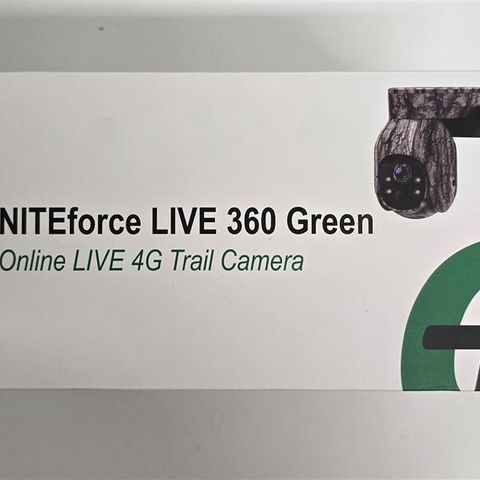 NITEforce LIVE 360 Green
Online LIVE 4G Trail Camera